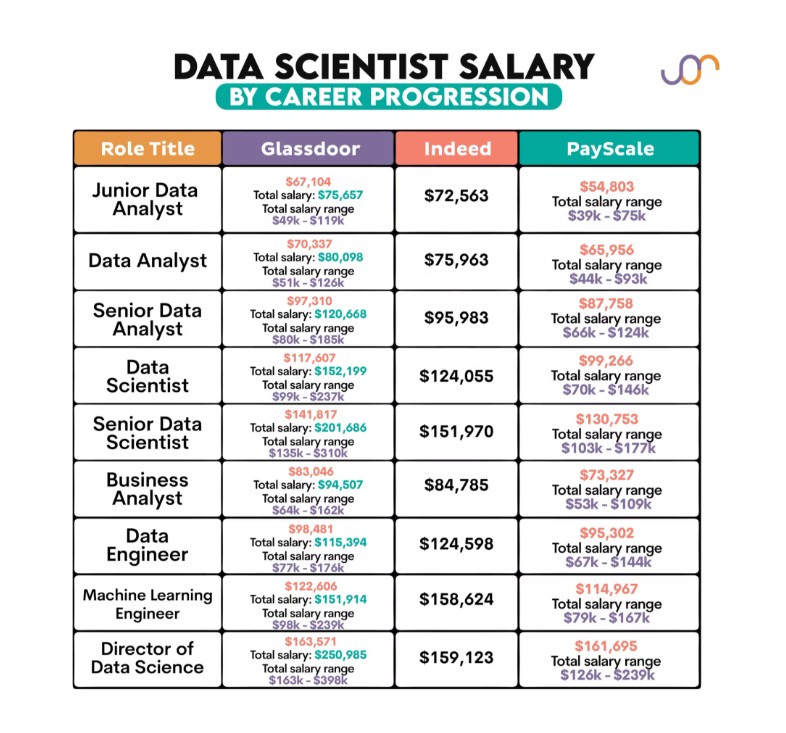 DATA SCIENTIST SALARY
BY CAREER PROGRESSION
Role Title Glassdoor Indeed PayScale
Junior Data
Analyst
$67,104
Total salary: $75,657
Total salary range
$49k - $119k
$72,563
$54,803
Total salary range
$39k - $75k
Data Analyst
$70,337
Total salary: $80,098
Total salary range
$51k - $126k
$75,963
$65,956
Total salary range
$44k - $93k
Senior Data
Analyst
$97,310
Total salary: $120,668
Total salary range
$80k - $185k
$95,983
$87,758
Total salary range
$66k - $124k
Data
Scientist
$117,607
Total salary: $152,199
Total salary range
$99k - $237k
$124,055
$99,266
Total salary range
$70k - $146k
Senior Data
Scientist
$141,817
Total salary: $201,686
Total salary range
$135k - $310k
$151,970
$130,753
Total salary range
$103k - $177k
Business
Analyst
$83,046
Total salary: $94,507
Total salary range
$64k - $162k
$84,785
$73,327
Total salary range
$53k - $109k
Data
Engineer
$98,481
Total salary: $115,394
Total salary range
$77k - $176k
$124,598
$95,302
Total salary range
$67k - $144k
Machine Learning
Engineer
$122,606
Total salary: $151,914
Total salary range
$98k - $239k
$158,624
$114,967
Total salary range
$79k - $167k
Director of
Data Science
$163,571
Total salary: $250,985
Total salary range
$163k - $398k
$159,123
$161,695
Total salary range
$126k - $239k